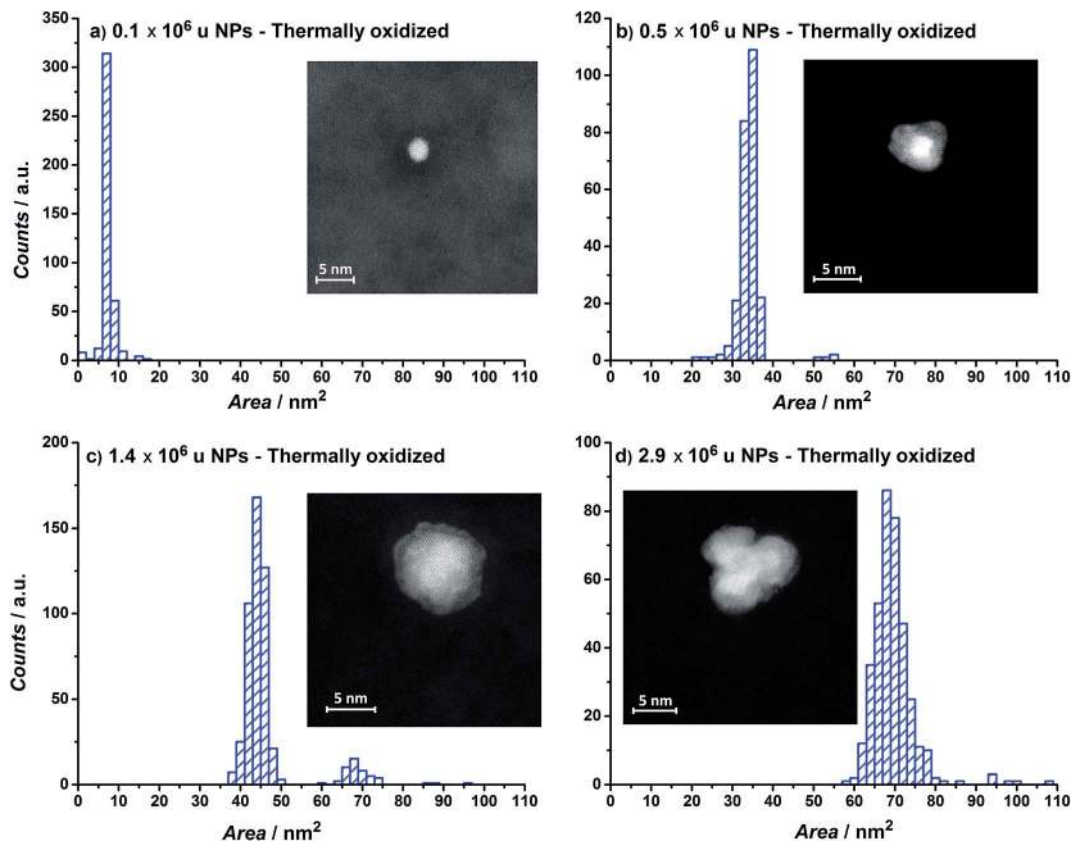 a) 0.1 × 10⁶ u NPs - Thermally oxidized
350
300
250
200
150
100
50
0
Counts / a.u.
5 nm
0 10 20 30 40 50 60 70 80 90 100 110
Area / nm²
b) 0.5 × 10⁶ u NPs - Thermally oxidized
120
100
80
60
40
20
0
5 nm
0 10 20 30 40 50 60 70 80 90 100 110
Area / nm²
c) 1.4 × 10⁶ u NPs - Thermally oxidized
200
150
100
50
0
Counts / a.u.
5 nm
0 10 20 30 40 50 60 70 80 90 100 110
Area / nm²
d) 2.9 × 10⁶ u NPs - Thermally oxidized
100
80
60
40
20
0
5 nm
0 10 20 30 40 50 60 70 80 90 100 110
Area / nm²